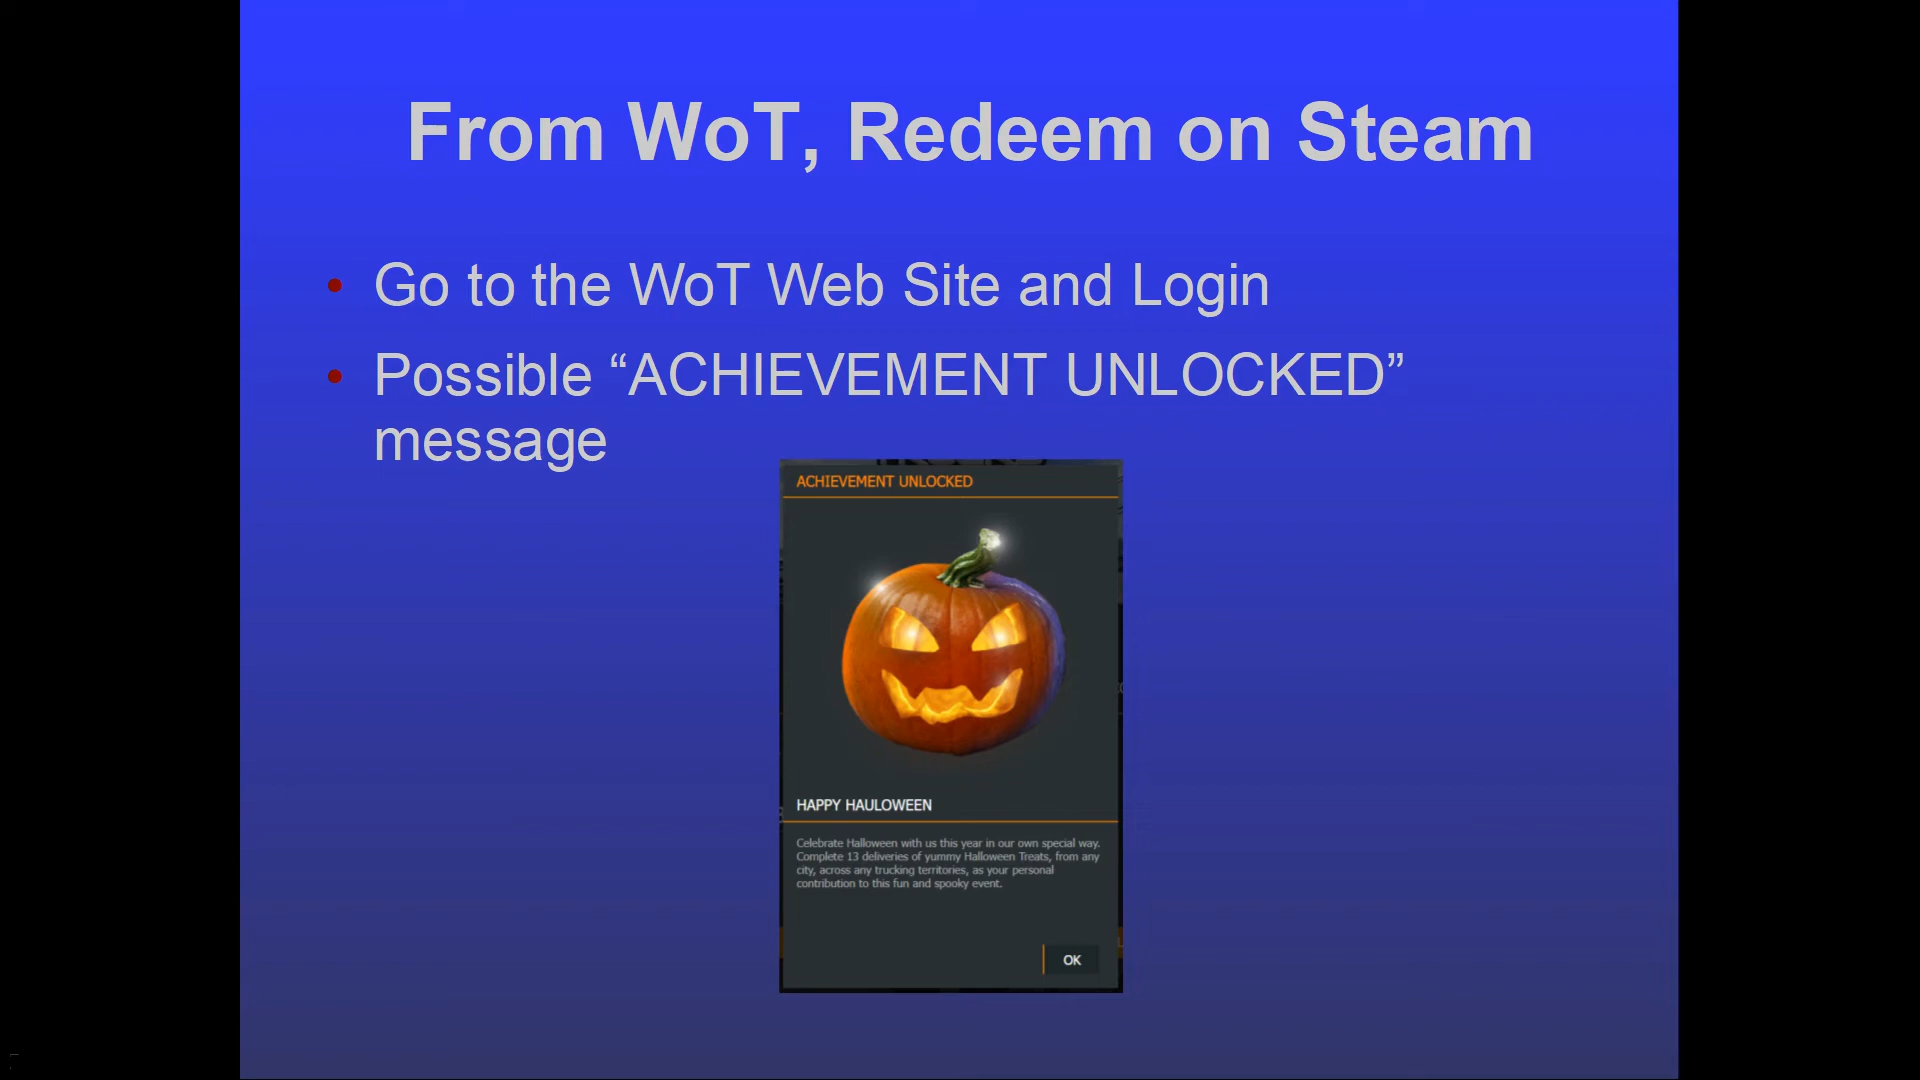 From WoT, Redeem on Steam
• Go to the WoT Web Site and Login
• Possible “ACHIEVEMENT UNLOCKED”
message
ACHIEVEMENT UNLOCKED
HAPPY HAULOWEEN
Celebrate Halloween with us this year in our own special way.
Complete 13 deliveries of yummy Halloween Treats, from any
city, across any trucking territories, as your personal
contribution to this fun and spooky event.
OK